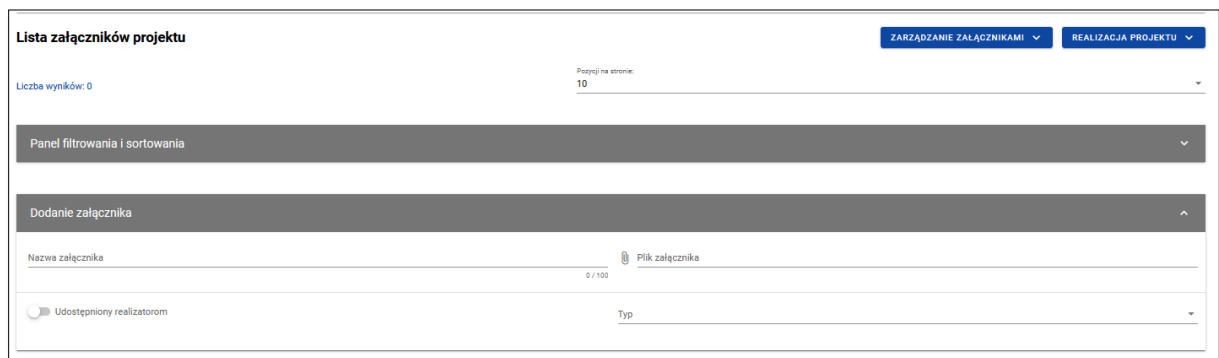 Lista załączników projektu
ZARZĄDZANIE ZAŁĄCZNIKAMI
REALIZACJA PROJEKTU
Liczba wyników: 0
Pozycji na stronie:
10
Panel filtrowania i sortowania
Dodanie załącznika
Nazwa załącznika
0 / 100
Plik załącznika
Udostępniony realizatorom
Typ